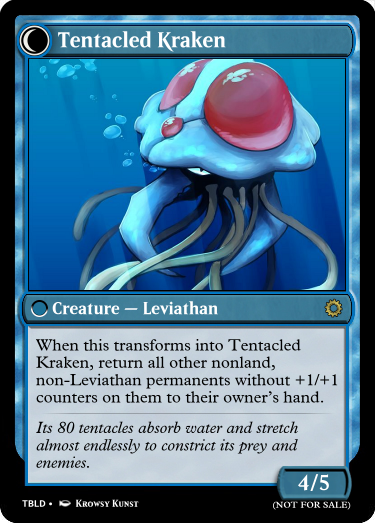 Tentacled Kraken
Creature — Leviathan
When this transforms into Tentacled
Kraken, return all other nonland,
non-Leviathan permanents without +1/+1
counters on them to their owner's hand.
Its 80 tentacles absorb water and stretch
almost endlessly to constrict its prey and
enemies.
4/5
TBLD • Krowsy Kunst
(NOT FOR SALE)